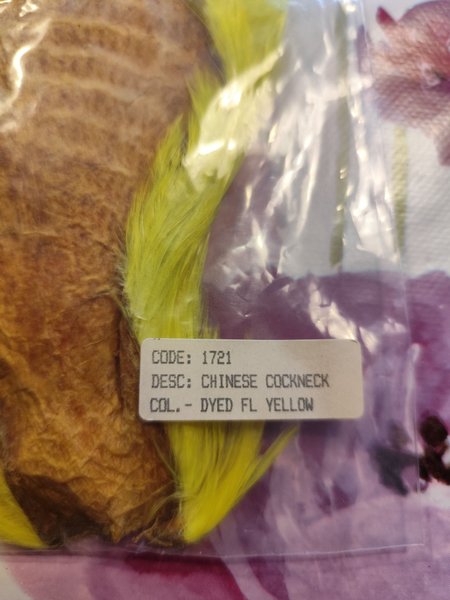 CODE: 1721
DESC: CHINESE COCKNECK
COL.- DYED FL YELLOW